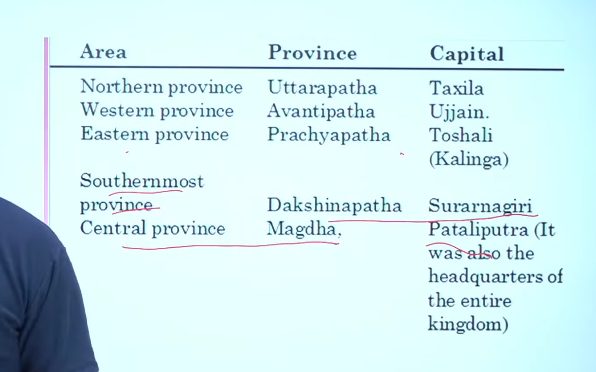 Area Province Capital
Northern province Uttarapatha Taxila
Western province Avantipatha Ujjain.
Eastern province Prachyapatha Toshali
(Kalinga)
Southernmost
province Dakshinapatha Surarnagiri
Central province Magdha, Pataliputra (It
was also the
headquarters of
the entire
kingdom)